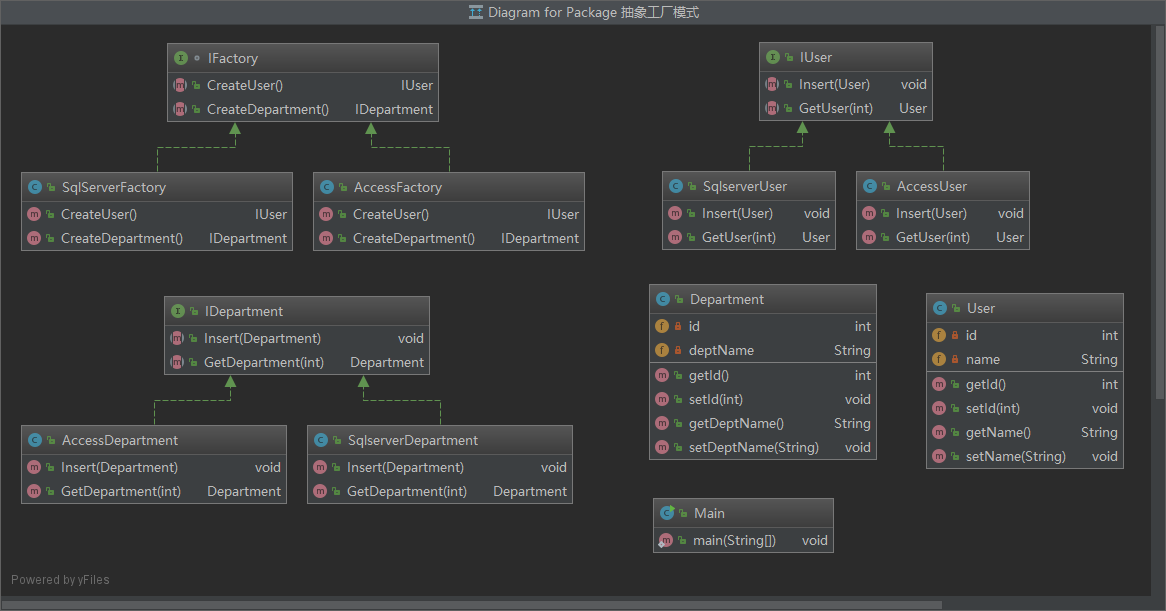 Diagram for Package 抽象工厂模式
IFactory
CreateUser() IUser
CreateDepartment() IDepartment
SqlServerFactory
CreateUser() IUser
CreateDepartment() IDepartment
AccessFactory
CreateUser() IUser
CreateDepartment() IDepartment
IUser
Insert(User) void
GetUser(int) User
SqlserverUser
Insert(User) void
GetUser(int) User
AccessUser
Insert(User) void
GetUser(int) User
IDepartment
Insert(Department) void
GetDepartment(int) Department
AccessDepartment
Insert(Department) void
GetDepartment(int) Department
SqlserverDepartment
Insert(Department) void
GetDepartment(int) Department
Department
id int
deptName String
getId() int
setId(int) void
getDeptName() String
setDeptName(String) void
User
id int
name String
getId() int
setId(int) void
getName() String
setName(String) void
Main
main(String[]) void
Powered by yFiles